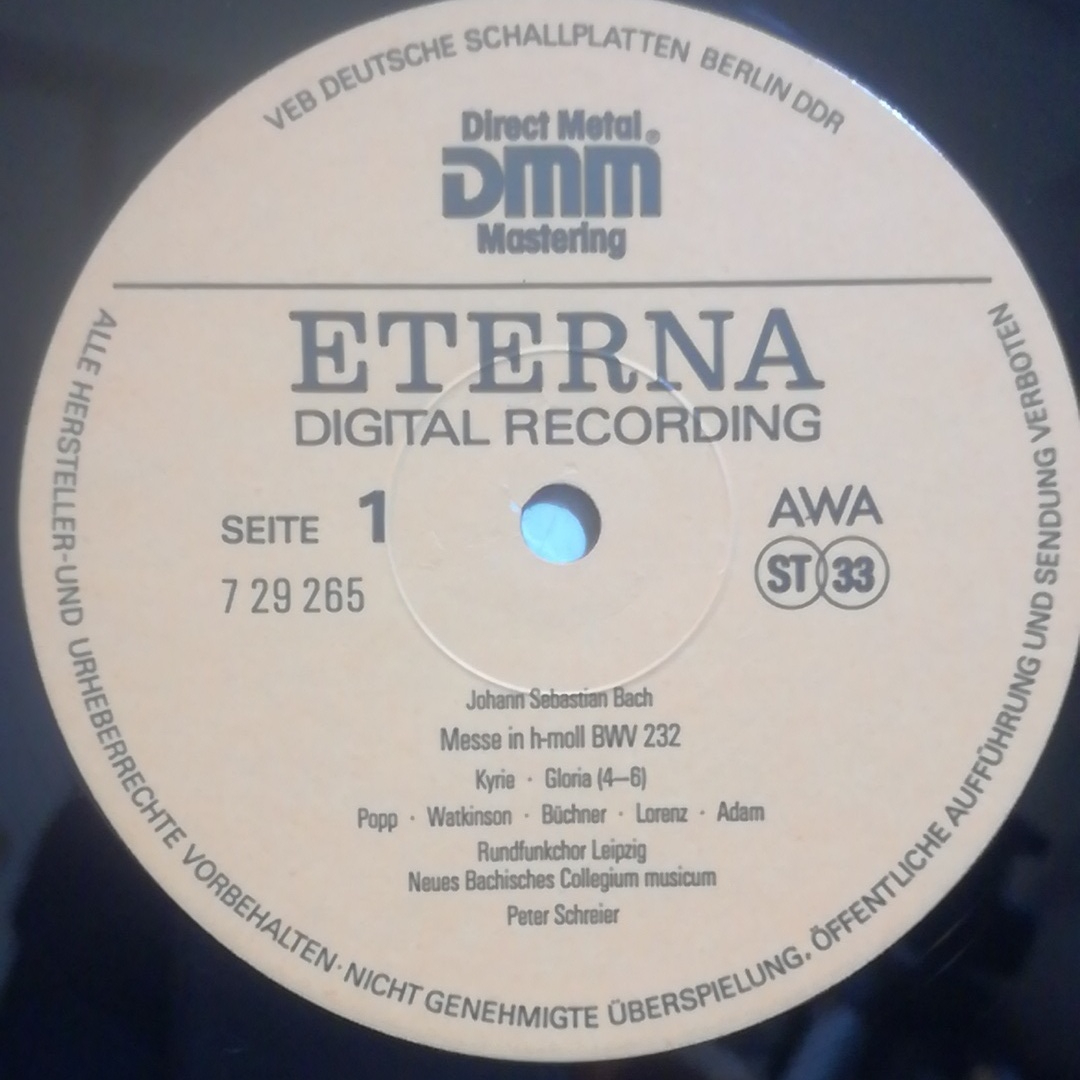 VEB DEUTSCHE SCHALLPLATTEN BERLIN DDR
Direct Metal®
DMM
Mastering
ETERNA
DIGITAL RECORDING
SEITE 1
7 29 265
AWA
ST 33
Johann Sebastian Bach
Messe in h-moll BWV 232
Kyrie · Gloria (4—6)
Popp · Watkinson · Büchner · Lorenz · Adam
Rundfunkchor Leipzig
Neues Bachisches Collegium musicum
Peter Schreier
ALLE HERSTELLER-UND URHEBERRECHTE VORBEHALTEN · NICHT GENEHMIGTE ÜBERSPIELUNG, ÖFFENTLICHE AUFFÜHRUNG UND SENDUNG VERBOTEN